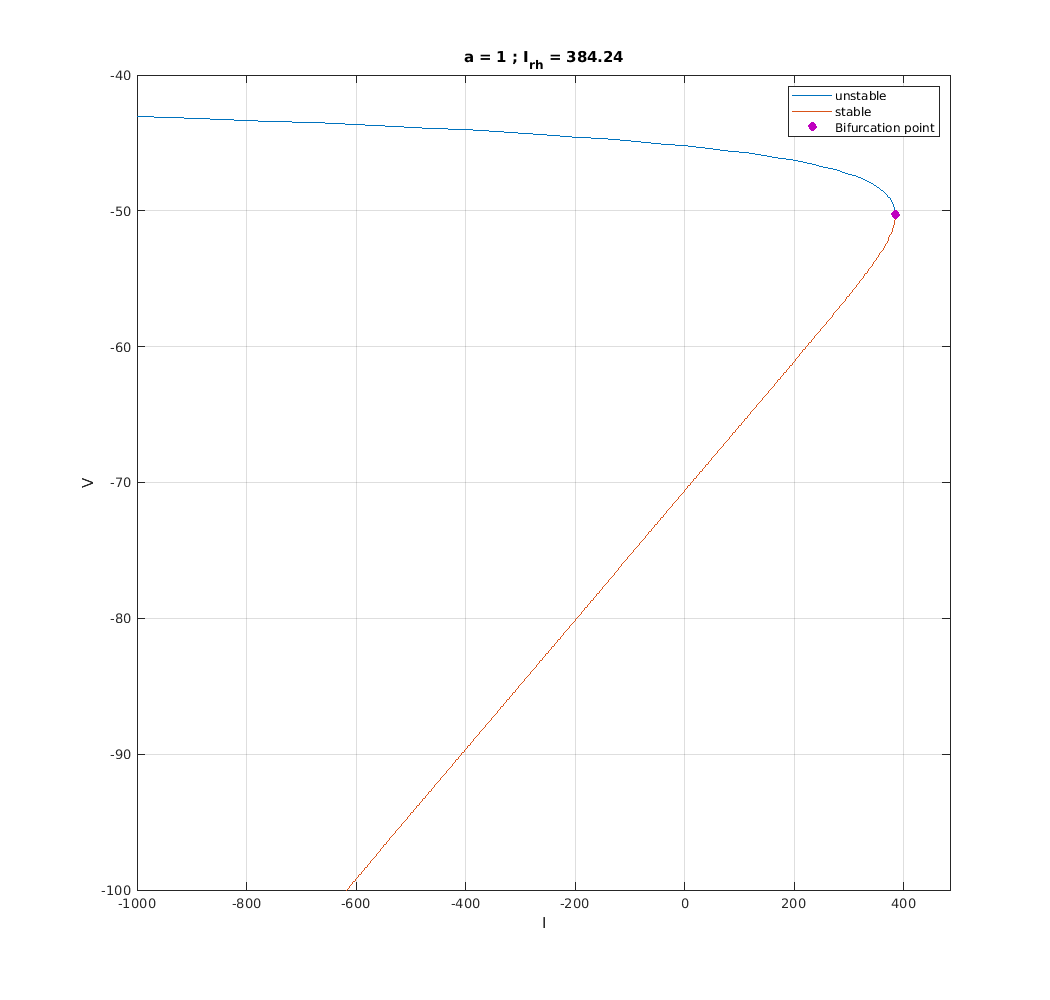 a = 1 ; I_rh = 384.24
unstable
stable
Bifurcation point
-40
-50
-60
-70
-80
-90
-100
V
-1000 -800 -600 -400 -200 0 200 400
I